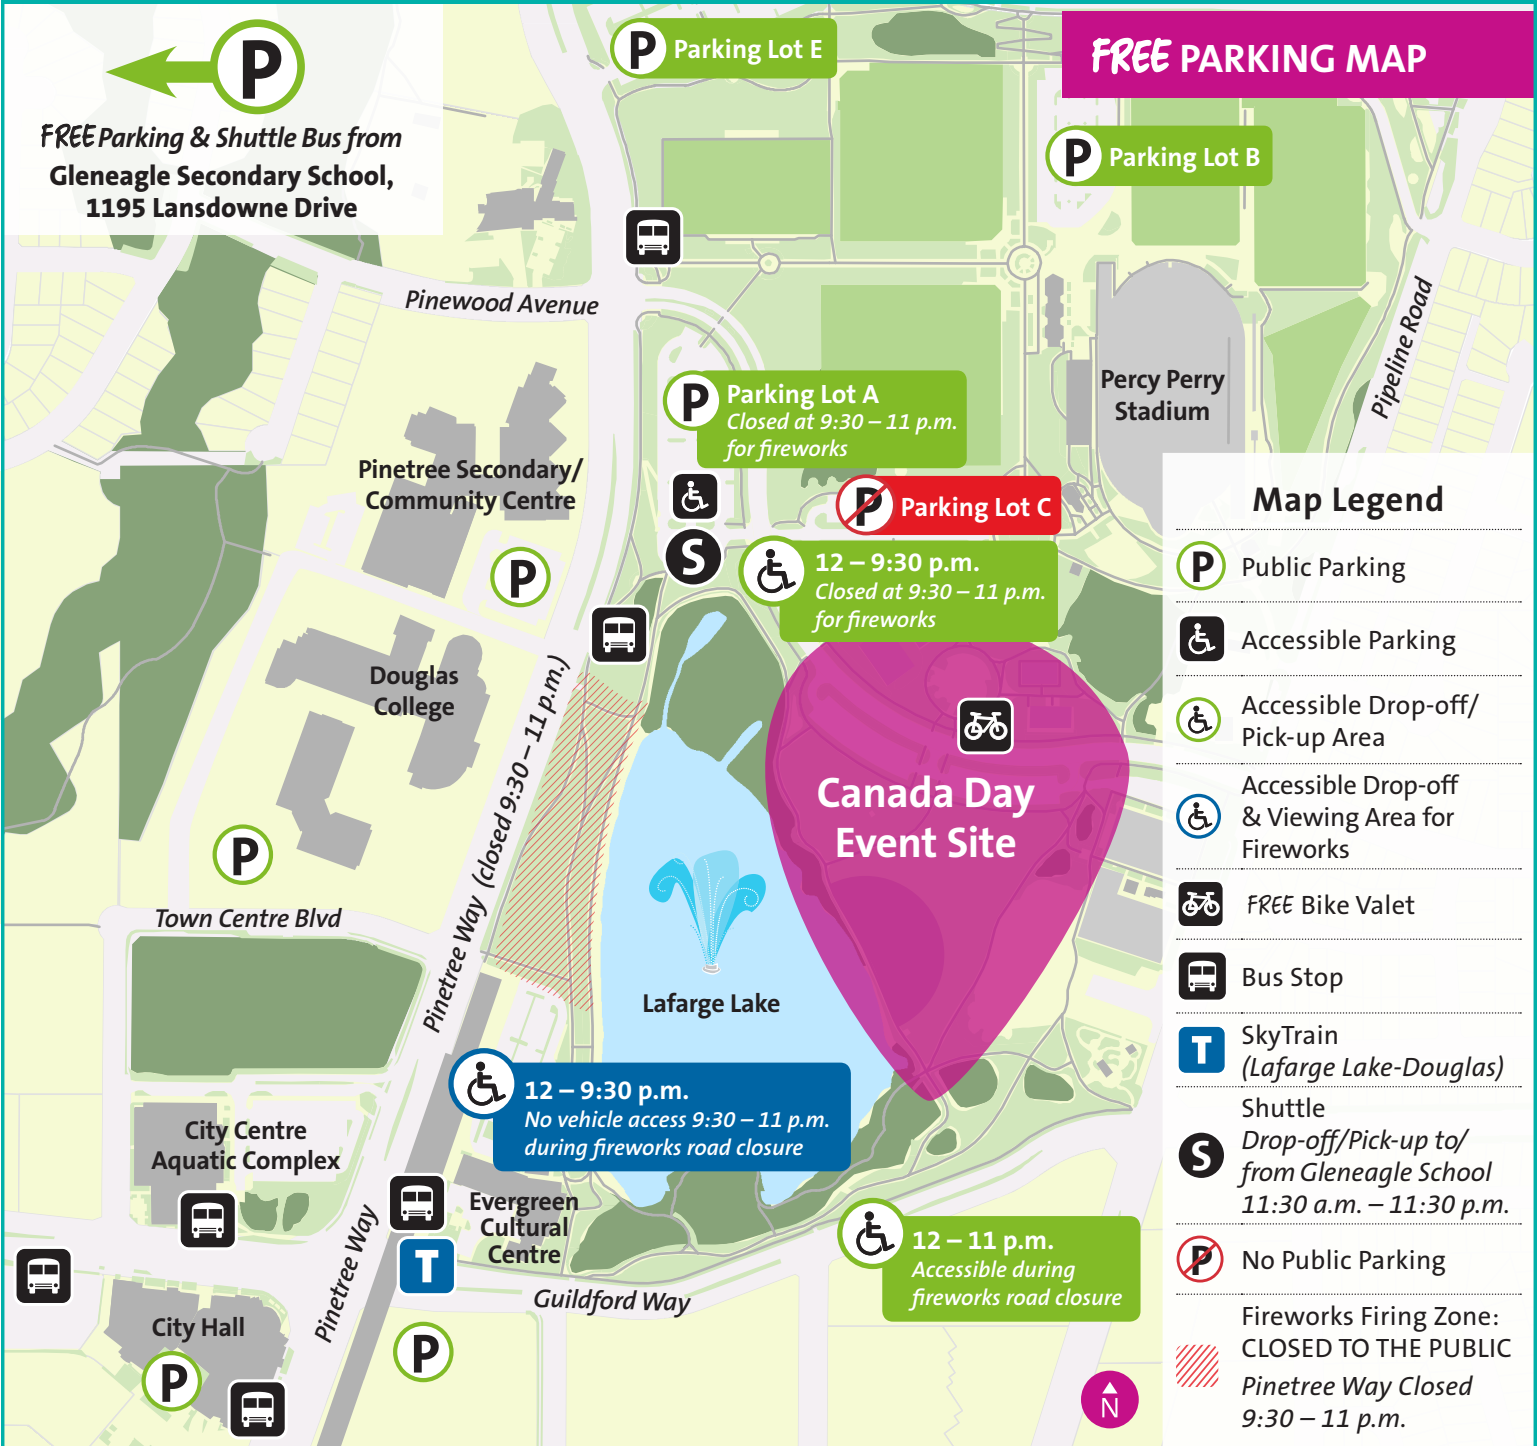 FREE PARKING MAP
P
FREE Parking & Shuttle Bus from
Gleneagle Secondary School,
1195 Lansdowne Drive
P Parking Lot E
P Parking Lot B
Pinewood Avenue
Pipeline Road
Percy Perry
Stadium
P Parking Lot A
Closed at 9:30 – 11 p.m.
for fireworks
Pinetree Secondary/
Community Centre
P
P Parking Lot C
S
12 – 9:30 p.m.
Closed at 9:30 – 11 p.m.
for fireworks
Douglas
College
P
Town Centre Blvd
Pinetree Way (closed 9:30 – 11 p.m.)
Canada Day
Event Site
Lafarge Lake
12 – 9:30 p.m.
No vehicle access 9:30 – 11 p.m.
during fireworks road closure
City Centre
Aquatic Complex
Evergreen
Cultural
Centre
T
Pinetree Way
Guildford Way
12 – 11 p.m.
Accessible during
fireworks road closure
City Hall
P
P
N
Map Legend
P Public Parking
Accessible Parking
Accessible Drop-off/
Pick-up Area
Accessible Drop-off
& Viewing Area for
Fireworks
FREE Bike Valet
Bus Stop
T SkyTrain
(Lafarge Lake-Douglas)
Shuttle
S Drop-off/Pick-up to/
from Gleneagle School
11:30 a.m. – 11:30 p.m.
P No Public Parking
Fireworks Firing Zone:
CLOSED TO THE PUBLIC
Pinetree Way Closed
9:30 – 11 p.m.